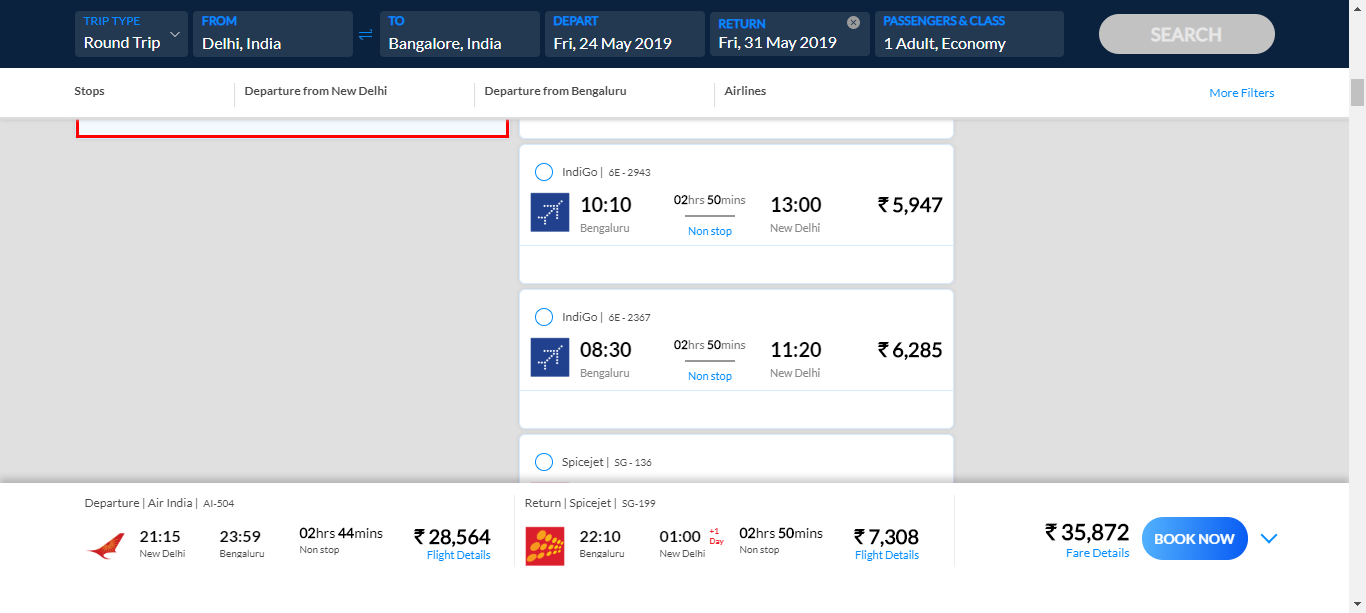 TRIP TYPE
Round Trip
FROM
Delhi, India
TO
Bangalore, India
DEPART
Fri, 24 May 2019
RETURN
Fri, 31 May 2019
PASSENGERS & CLASS
1 Adult, Economy
SEARCH
Stops
Departure from New Delhi
Departure from Bengaluru
Airlines
More Filters
IndiGo | 6E - 2943
10:10
Bengaluru
02hrs 50mins
Non stop
13:00
New Delhi
₹ 5,947
IndiGo | 6E - 2367
08:30
Bengaluru
02hrs 50mins
Non stop
11:20
New Delhi
₹ 6,285
Spicejet | SG - 136
Departure | Air India | AI-504
21:15
New Delhi
23:59
Bengaluru
02hrs 44mins
Non stop
₹ 28,564
Flight Details
Return | Spicejet | SG-199
22:10
Bengaluru
01:00
New Delhi
+1
Day
02hrs 50mins
Non stop
₹ 7,308
Flight Details
₹ 35,872
Fare Details
BOOK NOW